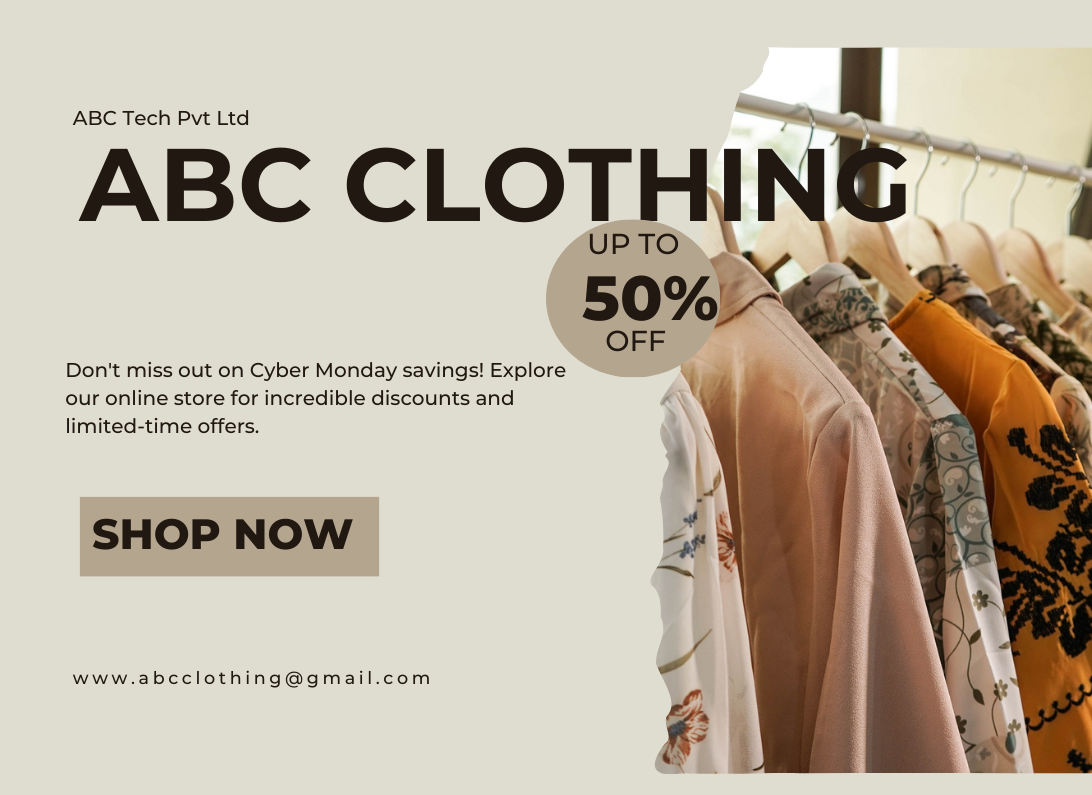 ABC Tech Pvt Ltd
ABC CLOTHING
UP TO
50%
OFF
Don't miss out on Cyber Monday savings! Explore
our online store for incredible discounts and
limited-time offers.
SHOP NOW
www.abcclothing@gmail.com